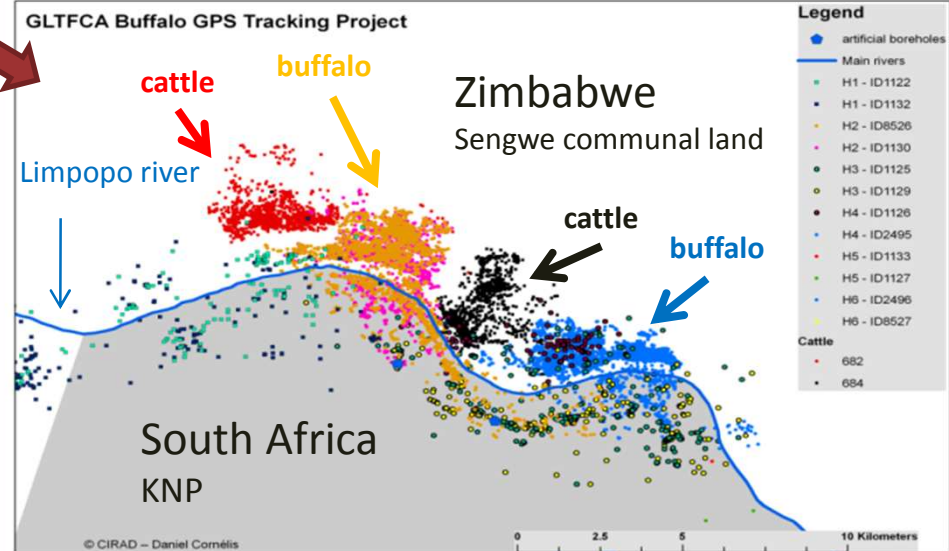 GLTFCA Buffalo GPS Tracking Project
cattle
buffalo
Zimbabwe
Sengwe communal land
Limpopo river
cattle
buffalo
South Africa
KNP
© CIRAD – Daniel Cornélis
0 2.5 5 10 Kilometers
Legend
artificial boreholes
Main rivers
H1 - ID1122
H1 - ID1132
H2 - ID8526
H2 - ID1130
H3 - ID1125
H3 - ID1129
H4 - ID1126
H4 - ID2495
H5 - ID1133
H5 - ID1127
H6 - ID2496
H6 - ID8527
Cattle
682
684